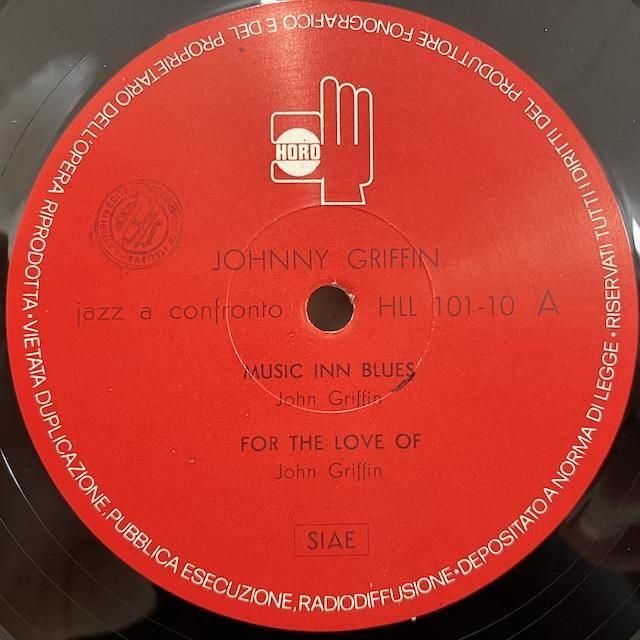 HORO
JOHNNY GRIFFIN
jazz a confronto HLL 101-10 A
MUSIC INN BLUES
John Griffin
FOR THE LOVE OF
John Griffin
SIAE
RISERVATI TUTTI I DIRITTI DEL PRODUTTORE FONOGRAFICO E DEL PROPRIETARIO DELL'OPERA RIPRODOTTA • VIETATA DUPLICAZIONE, PUBBLICA ESECUZIONE, RADIODIFFUSIONE • DEPOSITATO A NORMA DI LEGGE •